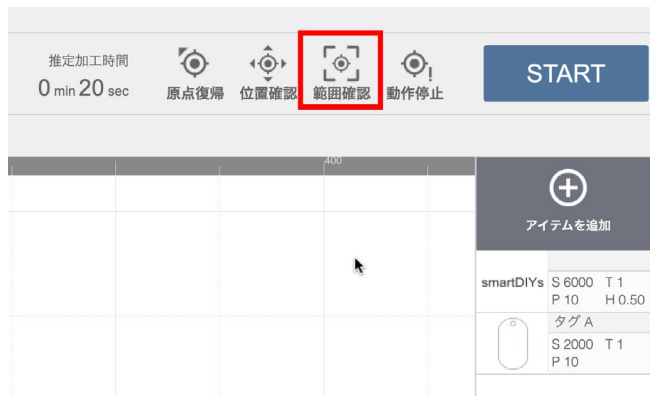 推定加工時間
0 min 20 sec
原点復帰
位置確認
範囲確認
動作停止
START
400
アイテムを追加
smartDIYs
S 6000 T 1
P 10 H 0.50
タグ A
S 2000 T 1
P 10